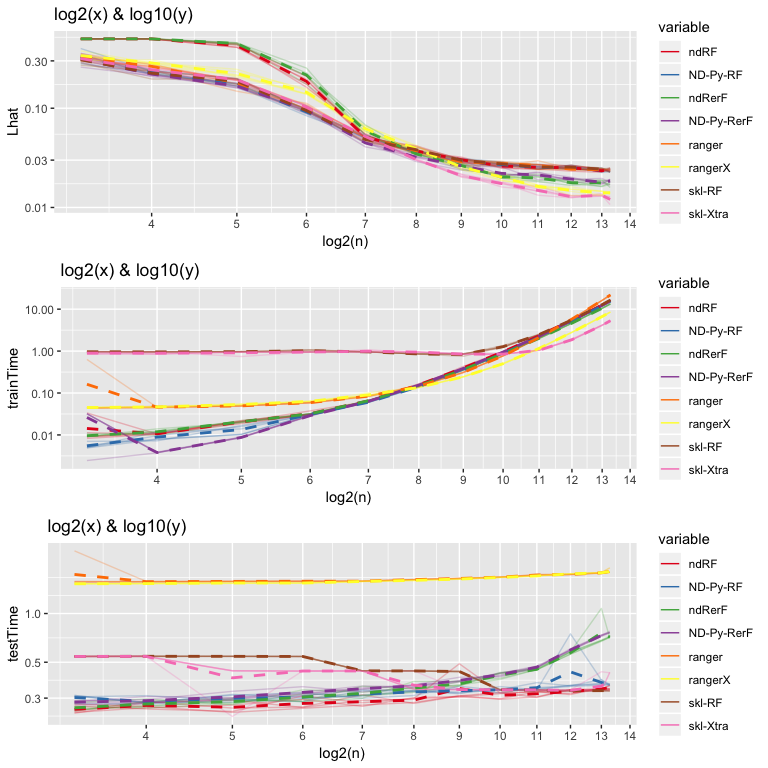 log2(x) & log10(y)
Lhat
0.30
0.10
0.03
0.01
4 5 6 7 8 9 10 11 12 13 14
log2(n)
variable
ndRF
ND-Py-RF
ndRerF
ND-Py-RerF
ranger
rangerX
skl-RF
skl-Xtra
log2(x) & log10(y)
trainTime
10.00
1.00
0.10
0.01
4 5 6 7 8 9 10 11 12 13 14
log2(n)
variable
ndRF
ND-Py-RF
ndRerF
ND-Py-RerF
ranger
rangerX
skl-RF
skl-Xtra
log2(x) & log10(y)
testTime
1.0
0.5
0.3
4 5 6 7 8 9 10 11 12 13 14
log2(n)
variable
ndRF
ND-Py-RF
ndRerF
ND-Py-RerF
ranger
rangerX
skl-RF
skl-Xtra